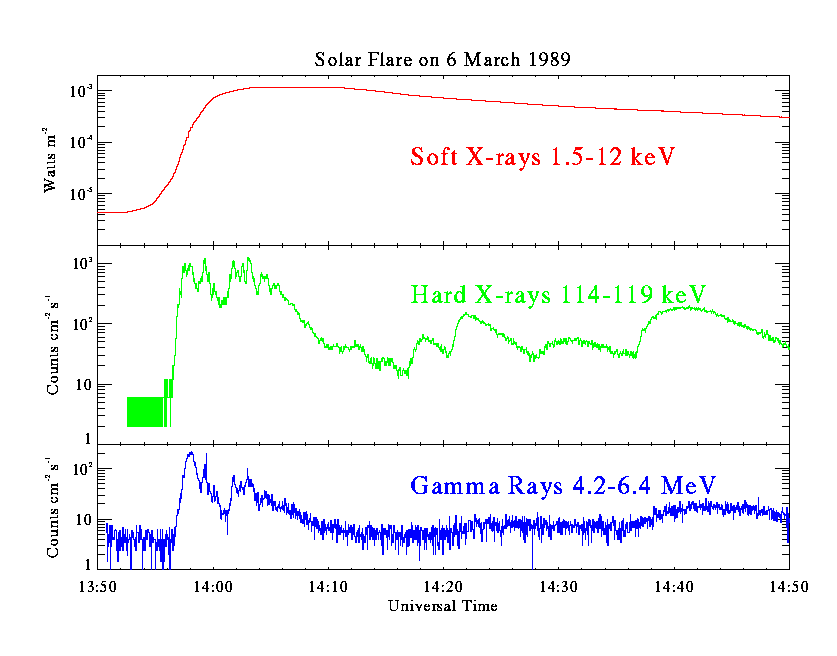 Solar Flare on 6 March 1989
10⁻³
10⁻⁴
10⁻⁵
Watts m⁻²
Soft X-rays 1.5-12 keV
10³
10²
10
1
Counts cm⁻² s⁻¹
Hard X-rays 114-119 keV
10²
10
1
Counts cm⁻² s⁻¹
Gamma Rays 4.2-6.4 MeV
13:50 14:00 14:10 14:20 14:30 14:40 14:50
Universal Time